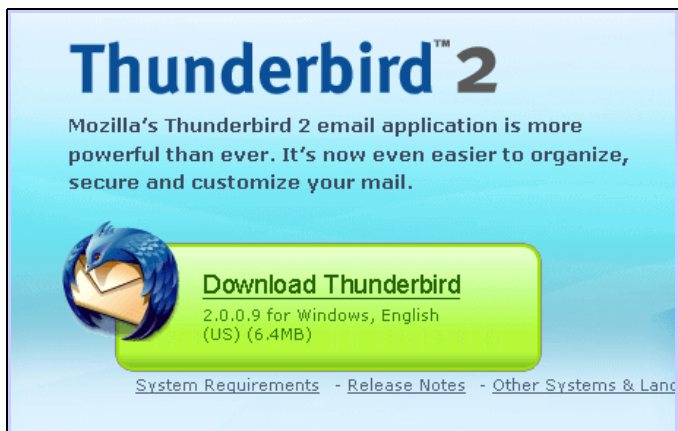 Thunderbird™2
Mozilla's Thunderbird 2 email application is more
powerful than ever. It's now even easier to organize,
secure and customize your mail.
Download Thunderbird
2.0.0.9 for Windows, English
(US) (6.4MB)
System Requirements - Release Notes - Other Systems & Lang